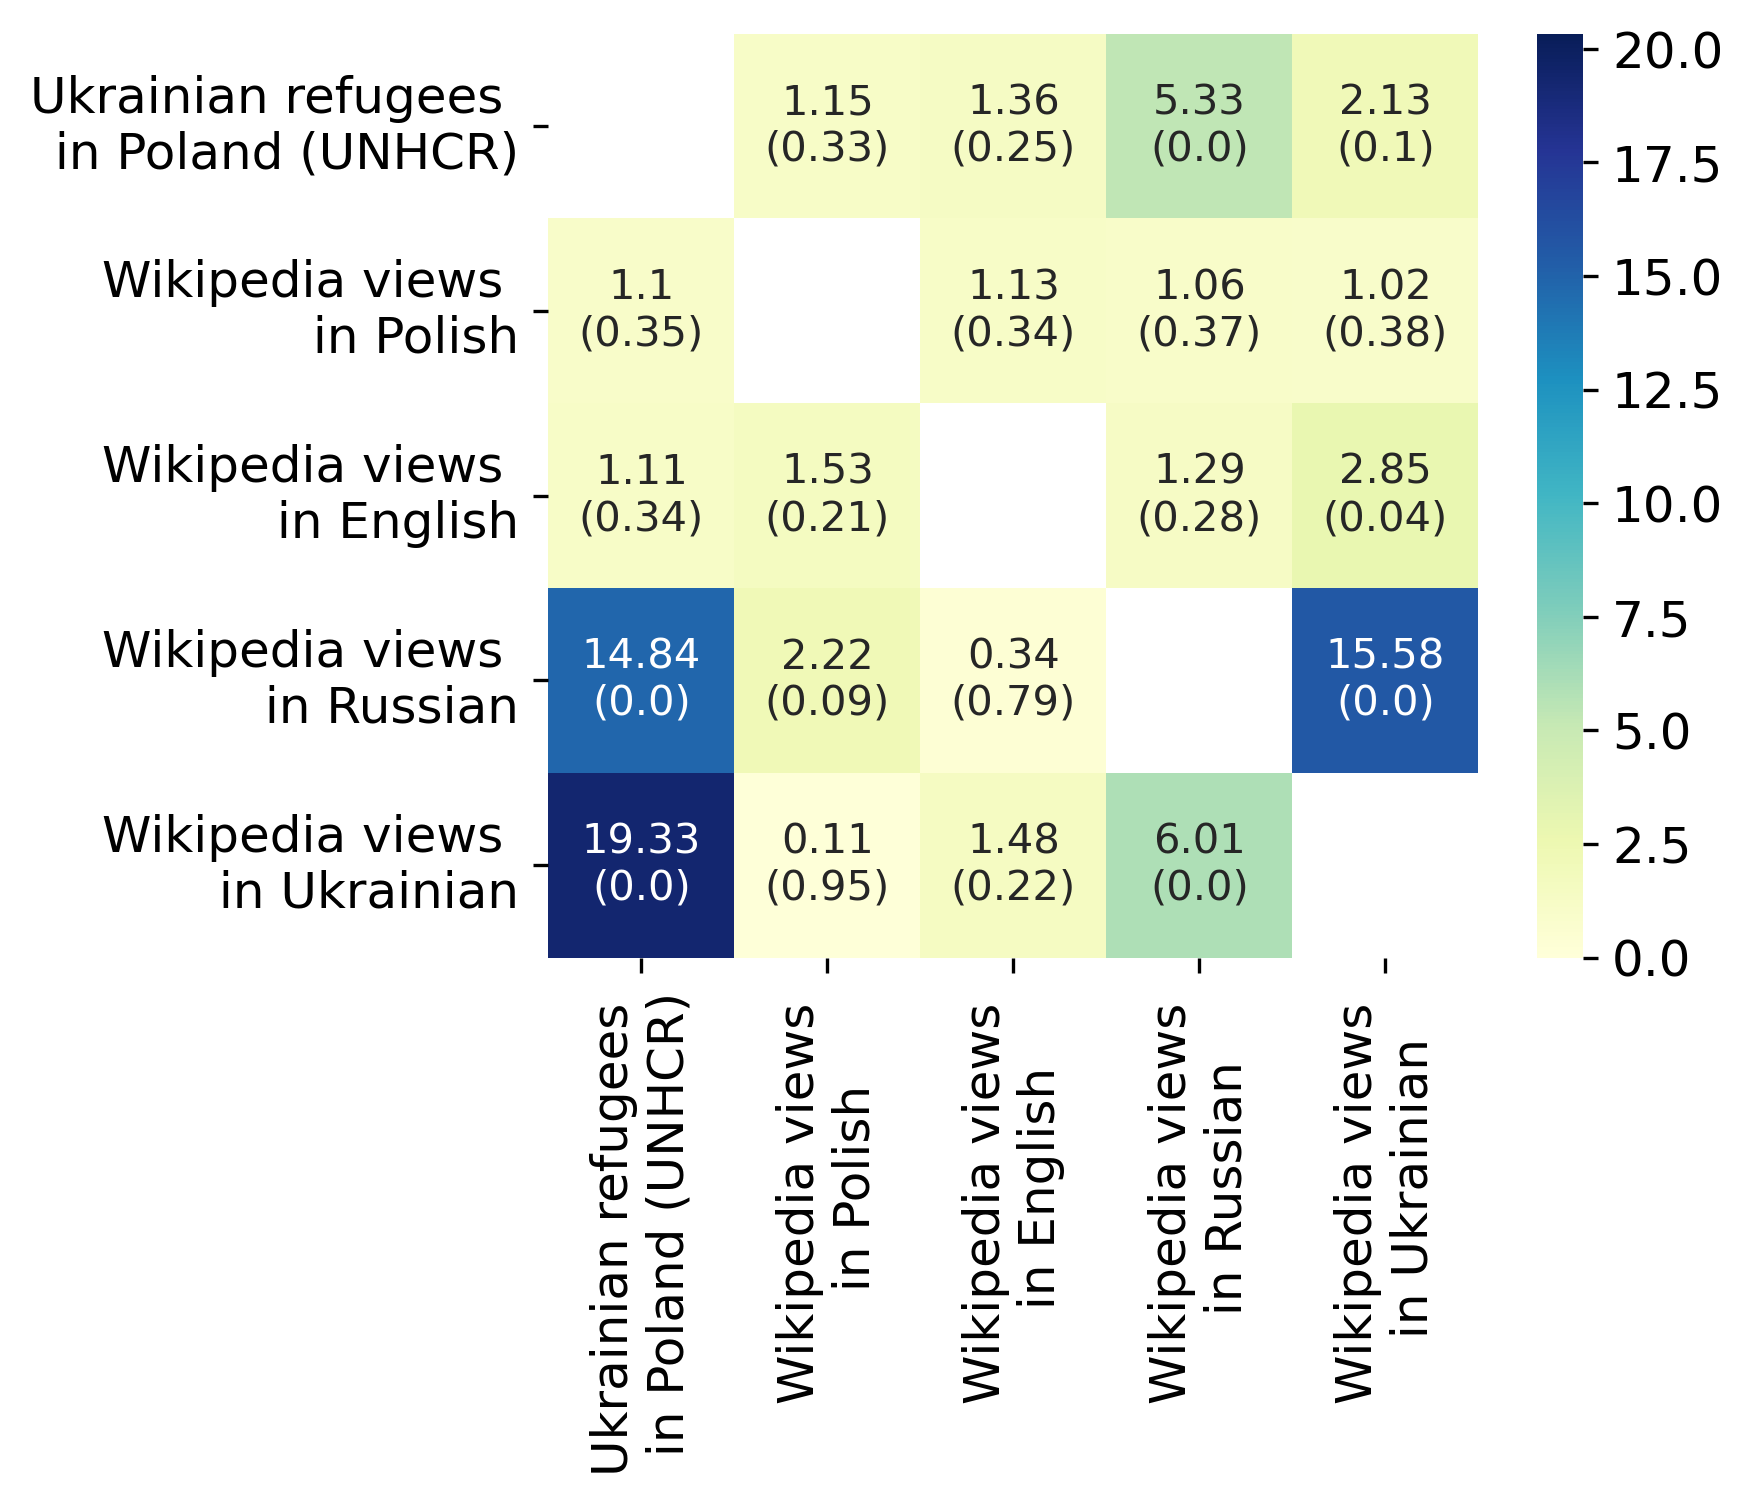 Ukrainian refugees
in Poland (UNHCR)
1.15
(0.33)
1.36
(0.25)
5.33
(0.0)
2.13
(0.1)
Wikipedia views
in Polish
1.1
(0.35)
1.13
(0.34)
1.06
(0.37)
1.02
(0.38)
Wikipedia views
in English
1.11
(0.34)
1.53
(0.21)
1.29
(0.28)
2.85
(0.04)
Wikipedia views
in Russian
14.84
(0.0)
2.22
(0.09)
0.34
(0.79)
15.58
(0.0)
Wikipedia views
in Ukrainian
19.33
(0.0)
0.11
(0.95)
1.48
(0.22)
6.01
(0.0)
Ukrainian refugees
in Poland (UNHCR)
Wikipedia views
in Polish
Wikipedia views
in English
Wikipedia views
in Russian
Wikipedia views
in Ukrainian
20.0
17.5
15.0
12.5
10.0
7.5
5.0
2.5
0.0